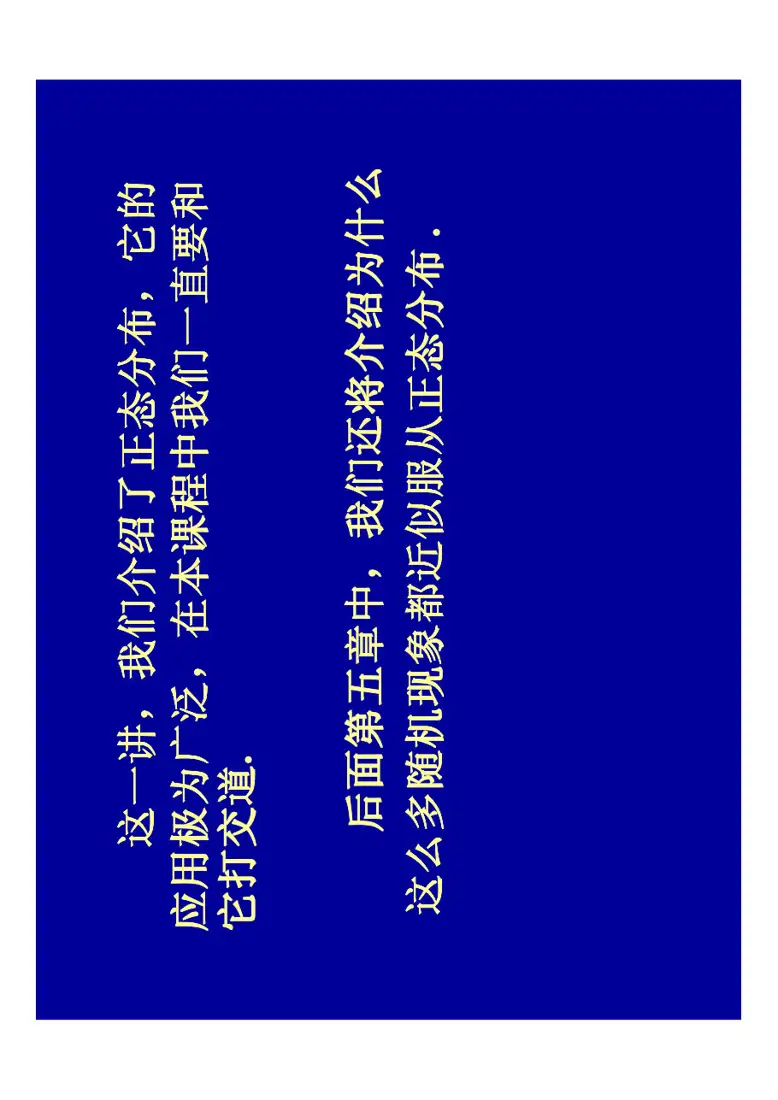 这一讲，我们介绍了正态分布，它的
应用极为广泛，在本课程中我们一直要和
它打交道.
后面第五章中，我们还将介绍为什么
这么多随机现象都近似服从正态分布 .